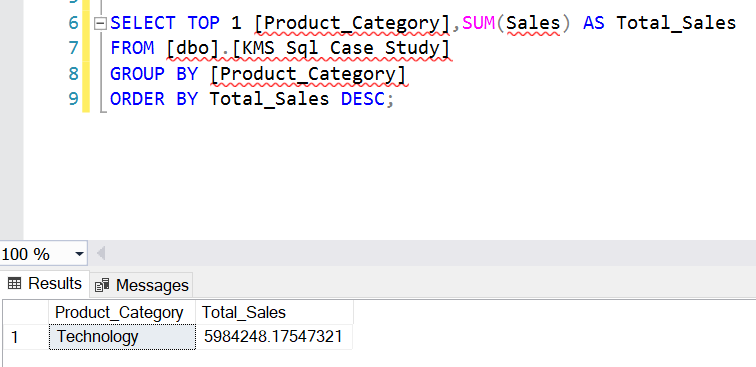 6 SELECT TOP 1 [Product_Category],SUM(Sales) AS Total_Sales
7 FROM [dbo].[KMS Sql Case Study]
8 GROUP BY [Product_Category]
9 ORDER BY Total_Sales DESC;
100 %
Results Messages
Product_Category Total_Sales
1 Technology 5984248.17547321